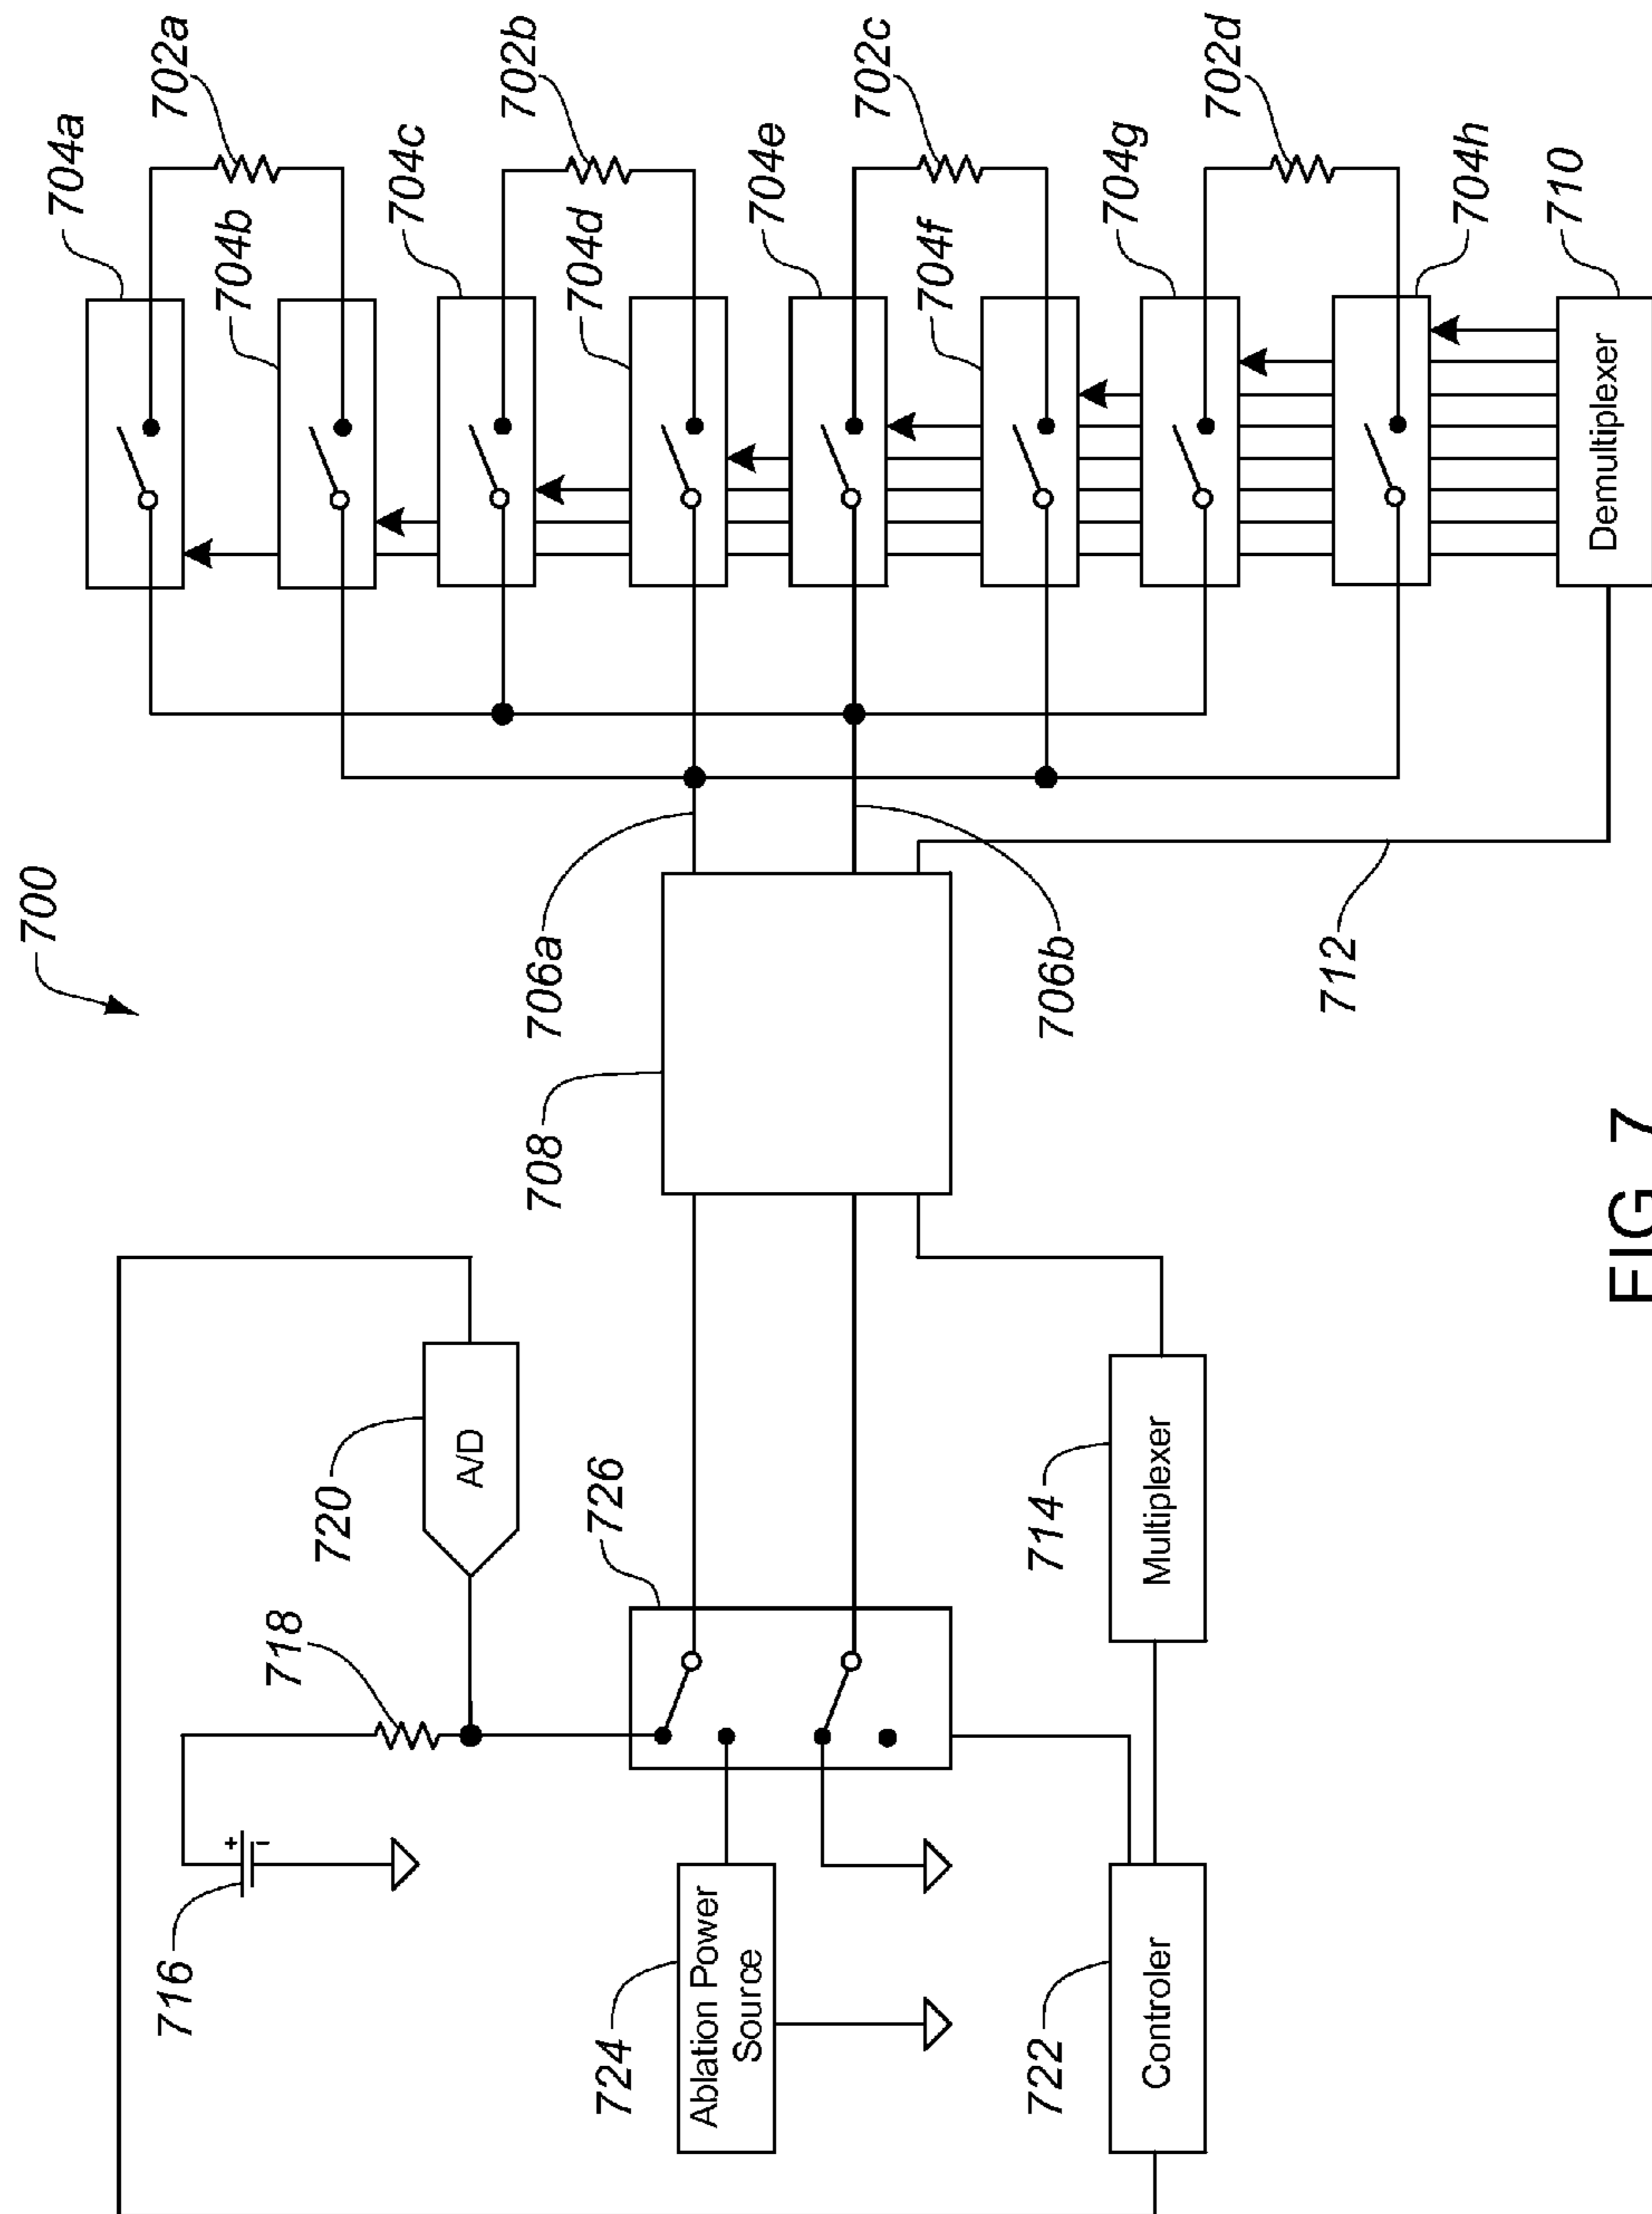 700
716
718
720
A/D
724
Ablation Power
Source
726
722
Controler
714
Multiplexer
708
706a
706b
712
704a
702a
704b
704c
702b
704d
704e
702c
704f
704g
702d
704h
710
Demultiplexer
+
-
FIG. 7